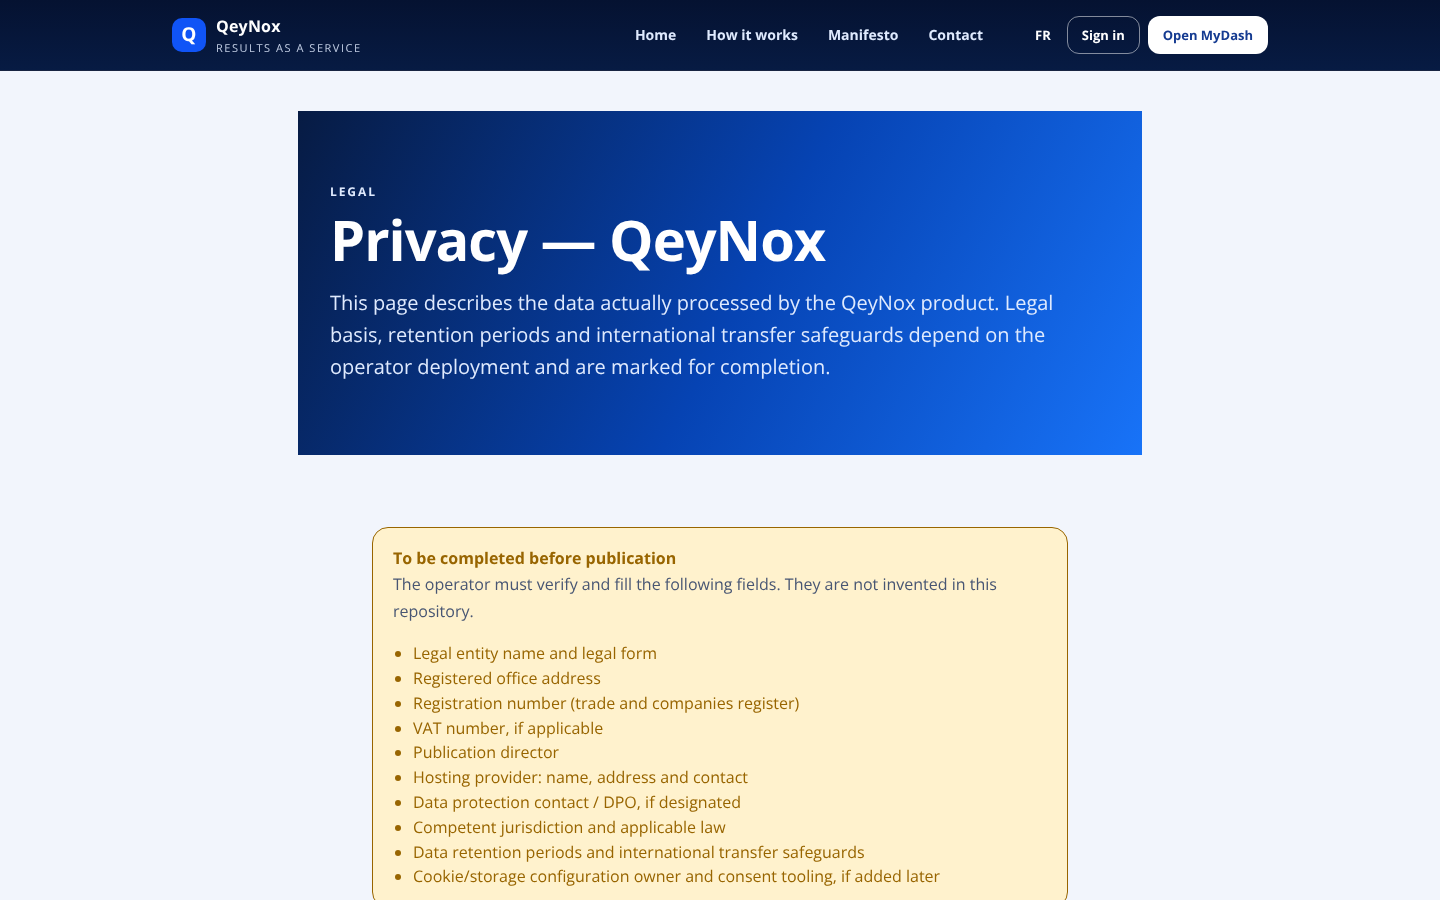 Q
QeyNox
RESULTS AS A SERVICE
Home
How it works
Manifesto
Contact
FR
Sign in
Open MyDash
LEGAL
Privacy — QeyNox
This page describes the data actually processed by the QeyNox product. Legal
basis, retention periods and international transfer safeguards depend on the
operator deployment and are marked for completion.
To be completed before publication
The operator must verify and fill the following fields. They are not invented in this
repository.
• Legal entity name and legal form
• Registered office address
• Registration number (trade and companies register)
• VAT number, if applicable
• Publication director
• Hosting provider: name, address and contact
• Data protection contact / DPO, if designated
• Competent jurisdiction and applicable law
• Data retention periods and international transfer safeguards
• Cookie/storage configuration owner and consent tooling, if added later